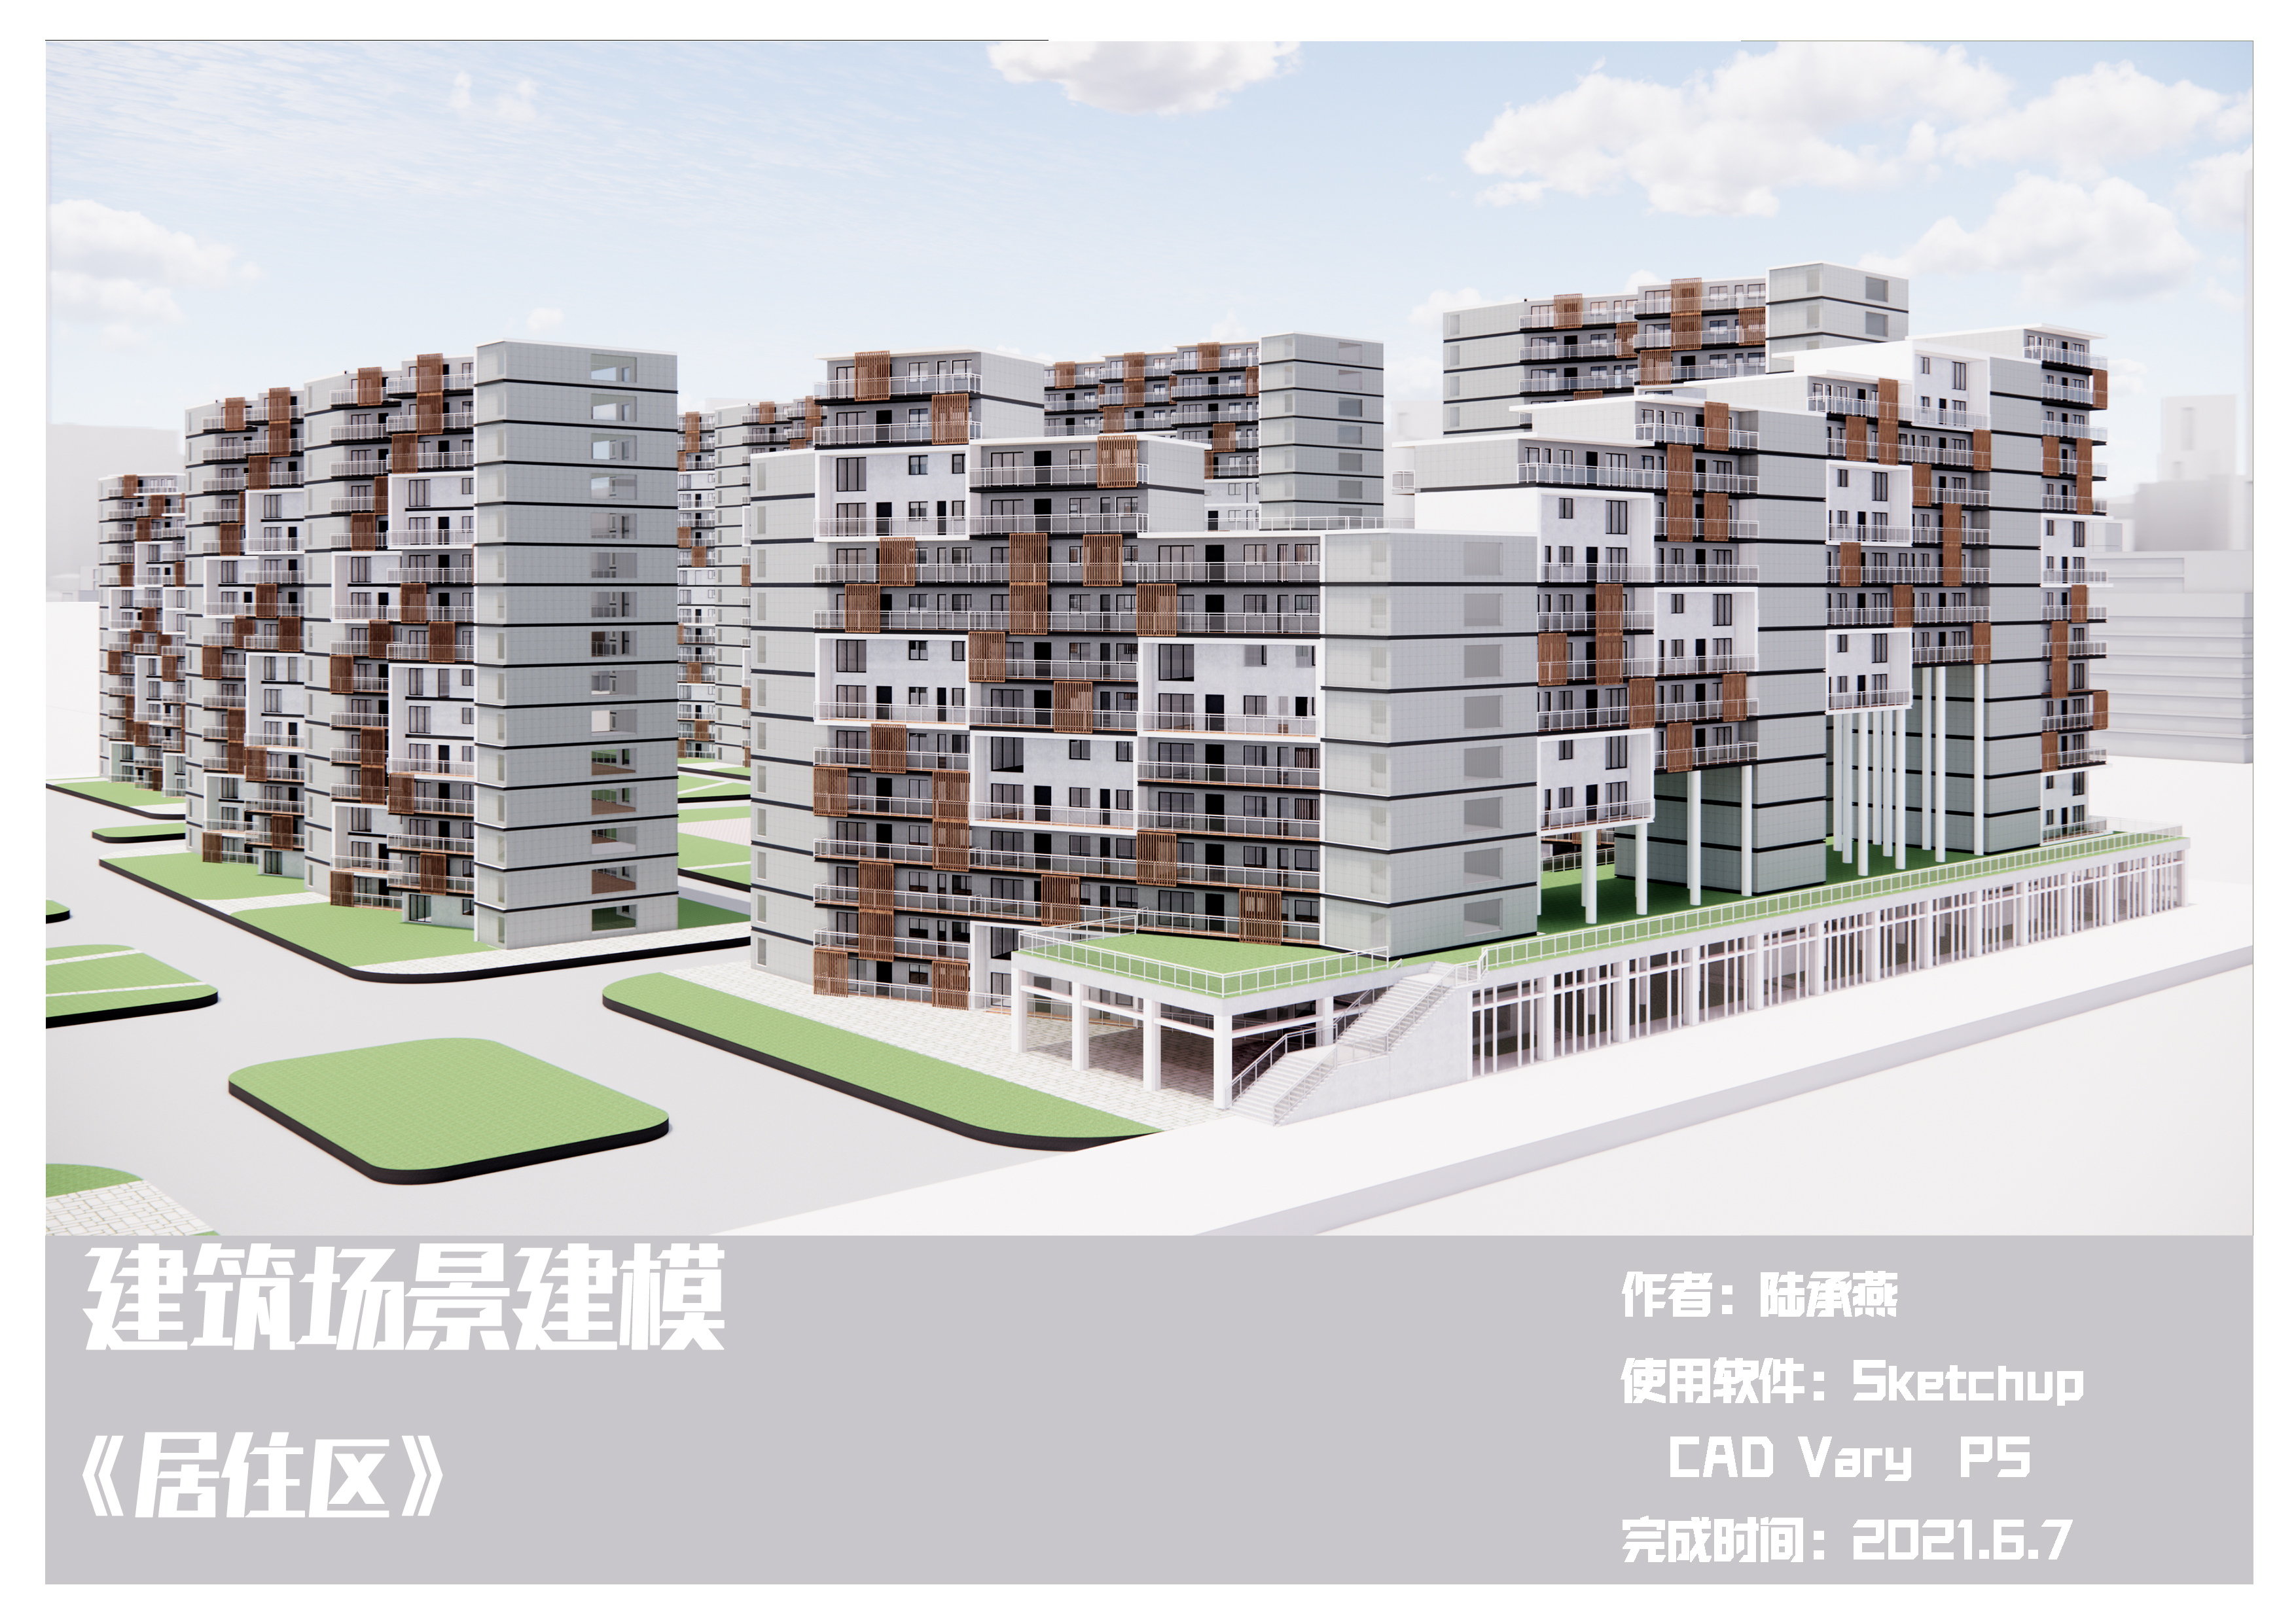 建筑场景建模
《居住区》
作者：陆承燕
使用软件：Sketchup
CAD Vary PS
完成时间：2021.6.7